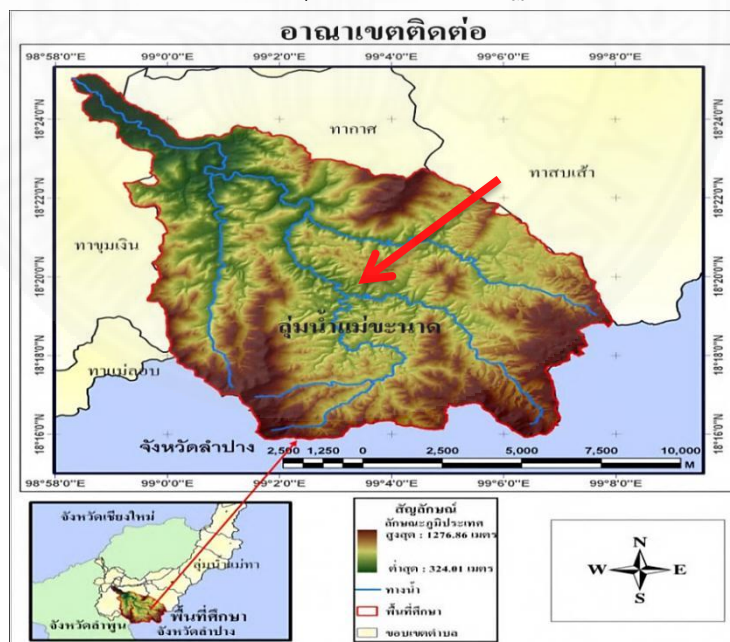 อาณาเขตติดต่อ
98°58'0"E 99°0'0"E 99°2'0"E 99°4'0"E 99°6'0"E 99°8'0"E
18°24'0"N 18°24'0"N
ทากาศ
ทาสบเส้า
18°22'0"N 18°22'0"N
ทาขุมเงิน
18°20'0"N 18°20'0"N
ลุ่มน้ำแม่ขะนาด
18°18'0"N 18°18'0"N
ทาแม่ลอบ
18°16'0"N 18°16'0"N
จังหวัดลำปาง
2,500 1,250 0 2,500 5,000 7,500 10,000
M
98°58'0"E 99°0'0"E 99°2'0"E 99°4'0"E 99°6'0"E 99°8'0"E
จังหวัดเชียงใหม่
ลุ่มน้ำแม่ทา
พื้นที่ศึกษา
จังหวัดลำพูน
จังหวัดลำปาง
สัญลักษณ์
ลักษณะภูมิประเทศ
สูงสุด : 1276.86 เมตร
ต่ำสุด : 324.01 เมตร
ทางน้ำ
พื้นที่ศึกษา
ขอบเขตตำบล
N
W E
S